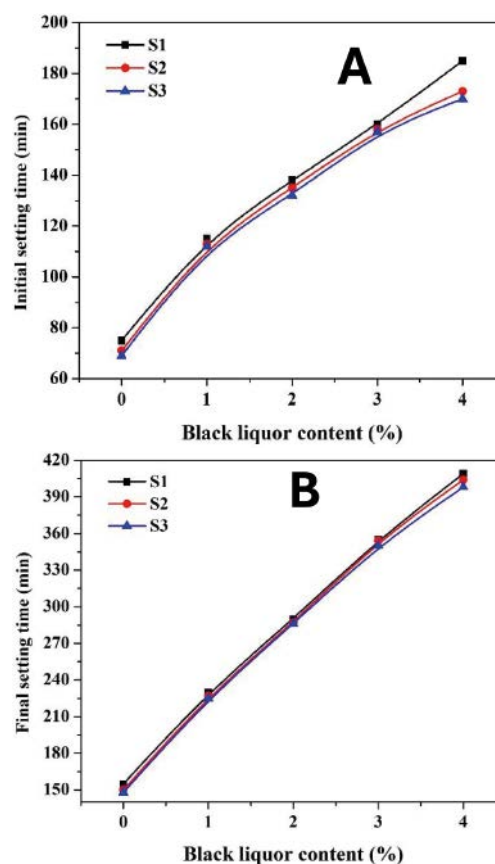 200
180
160
140
120
100
80
60
Initial setting time (min)
S1
S2
S3
A
0 1 2 3 4
Black liquor content (%)
420
390
360
330
300
270
240
210
180
150
Final setting time (min)
S1
S2
S3
B
0 1 2 3 4
Black liquor content (%)